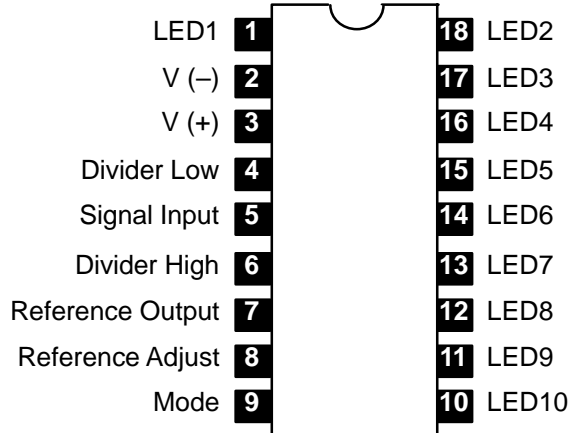 LED1 1 18 LED2
V (–) 2 17 LED3
V (+) 3 16 LED4
Divider Low 4 15 LED5
Signal Input 5 14 LED6
Divider High 6 13 LED7
Reference Output 7 12 LED8
Reference Adjust 8 11 LED9
Mode 9 10 LED10